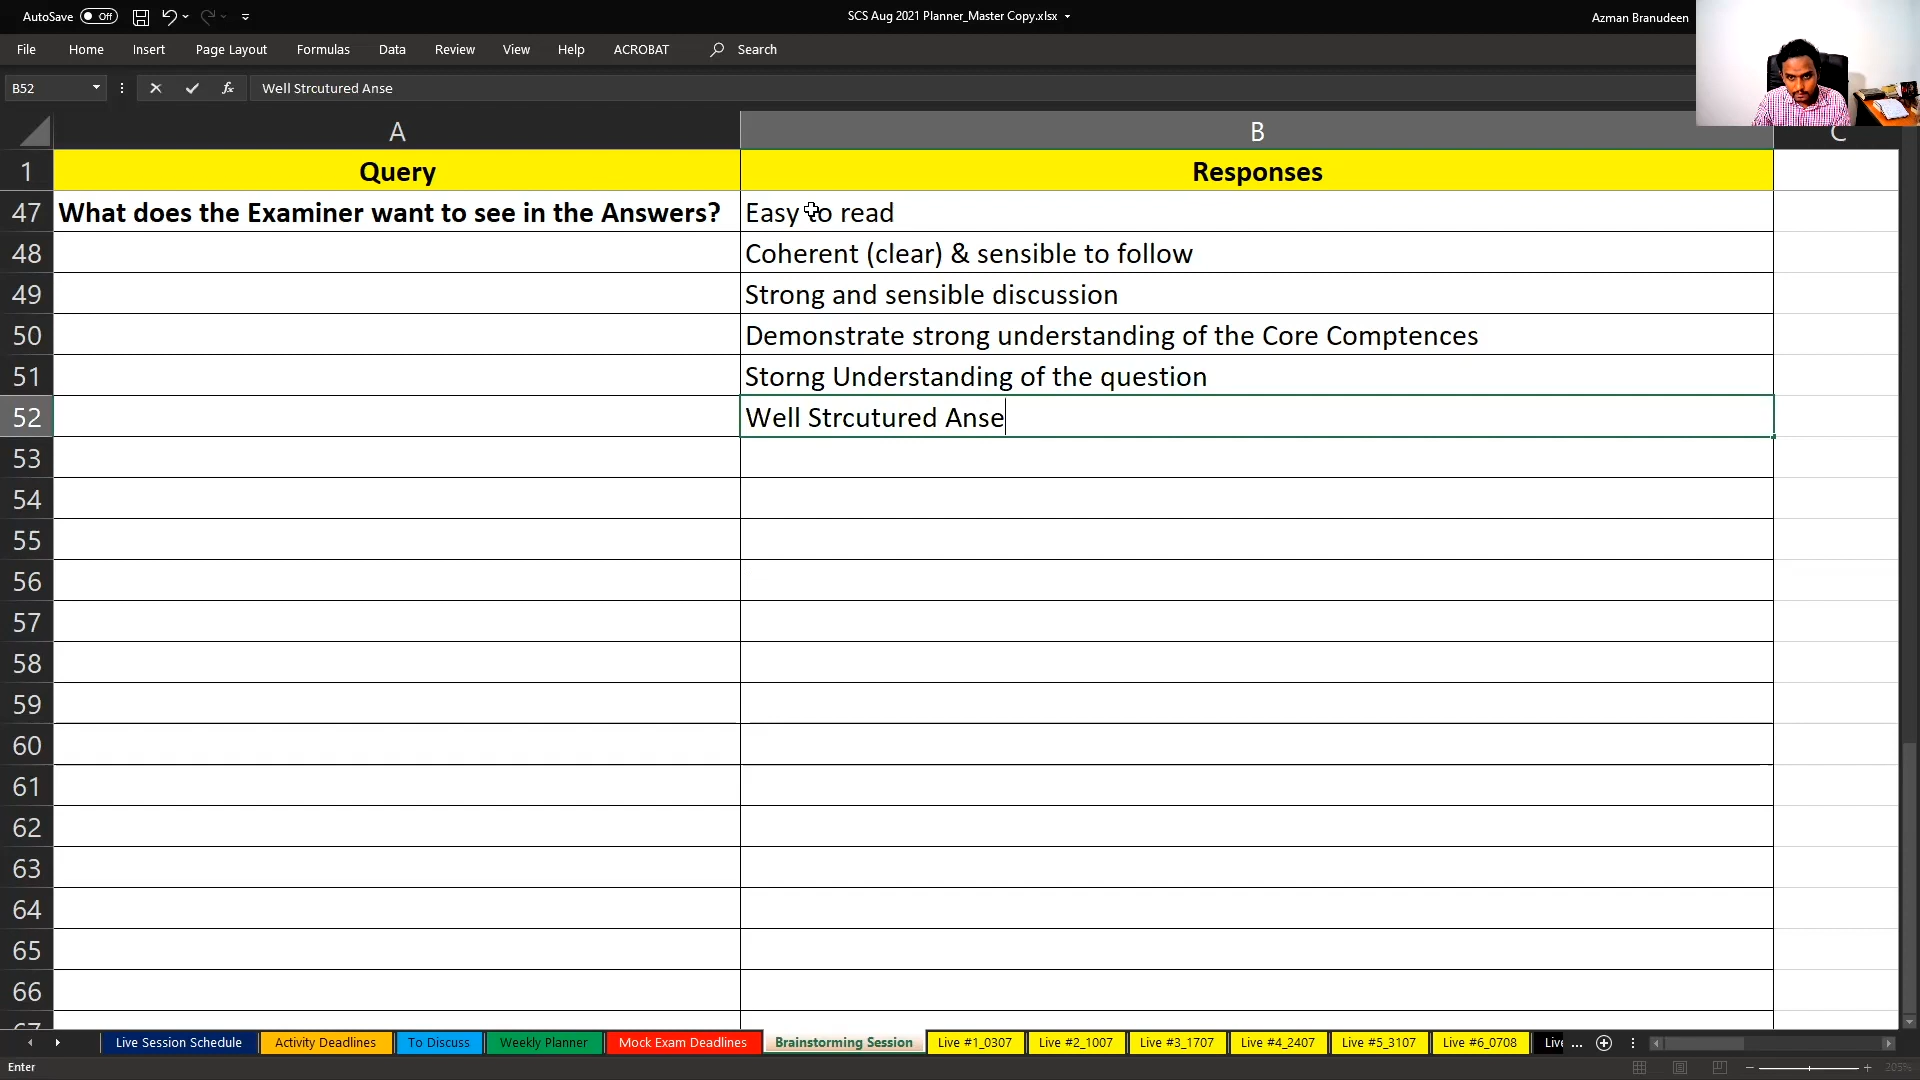 AutoSave Off SCS Aug 2021 Planner_Master Copy.xlsx Azman Branudeen
File Home Insert Page Layout Formulas Data Review View Help ACROBAT Search
B52 fx Well Strcutured Anse
A B C
1 Query Responses
47 What does the Examiner want to see in the Answers? Easy to read
48 Coherent (clear) & sensible to follow
49 Strong and sensible discussion
50 Demonstrate strong understanding of the Core Comptences
51 Storng Understanding of the question
52 Well Strcutured Anse
53
54
55
56
57
58
59
60
61
62
63
64
65
66
67
Live Session Schedule Activity Deadlines To Discuss Weekly Planner Mock Exam Deadlines Brainstorming Session Live #1_0307 Live #2_1007 Live #3_1707 Live #4_2407 Live #5_3107 Live #6_0708 Live ...
Enter 205%